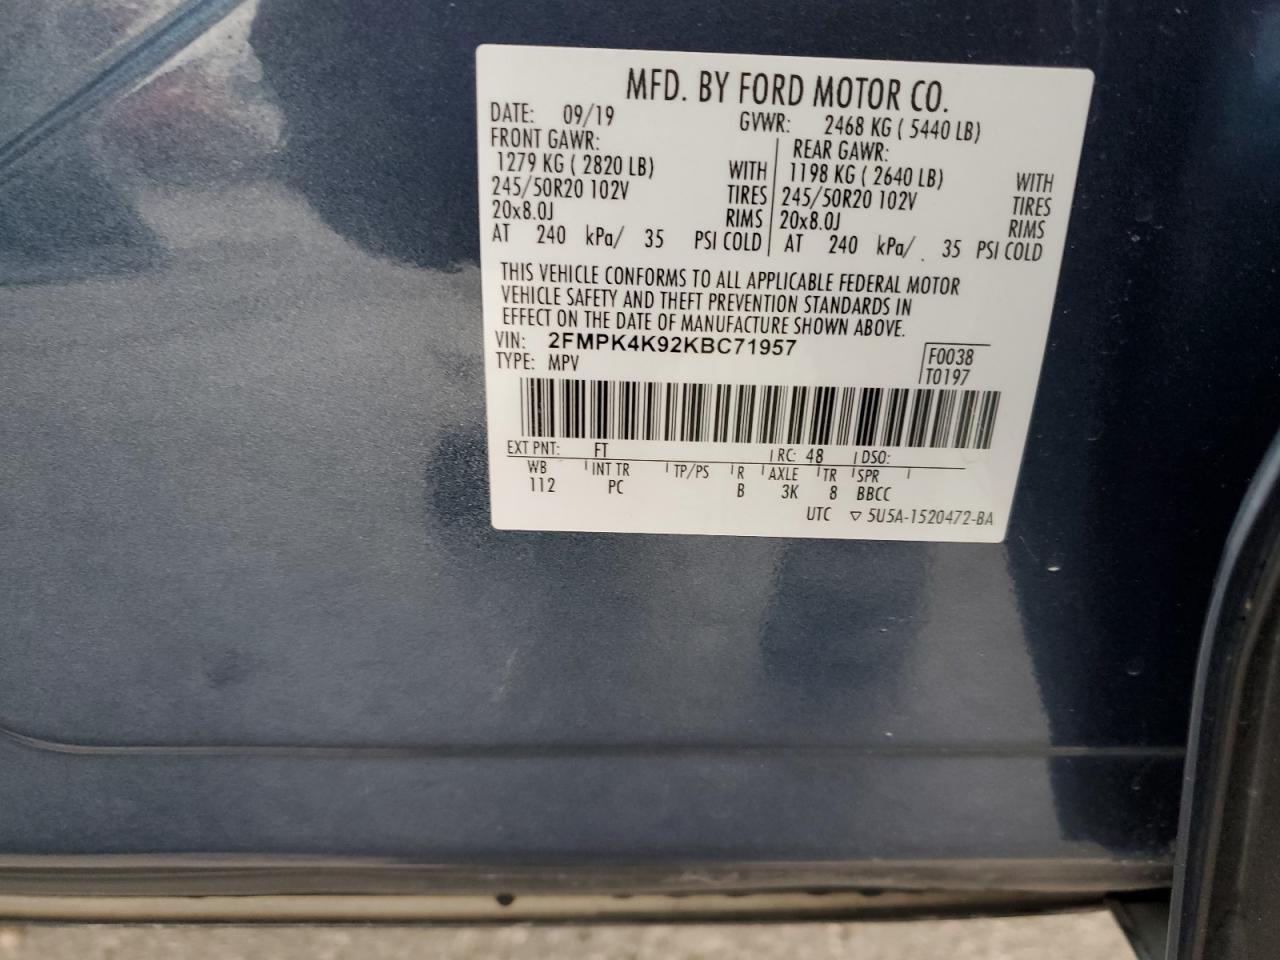 MFD. BY FORD MOTOR CO.
DATE: 09/19 GVWR: 2468 KG ( 5440 LB)
FRONT GAWR: REAR GAWR:
1279 KG ( 2820 LB) WITH 1198 KG ( 2640 LB) WITH
245/50R20 102V TIRES 245/50R20 102V TIRES
20x8.0J RIMS 20x8.0J RIMS
AT 240 kPa/ 35 PSI COLD AT 240 kPa/ 35 PSI COLD
THIS VEHICLE CONFORMS TO ALL APPLICABLE FEDERAL MOTOR
VEHICLE SAFETY AND THEFT PREVENTION STANDARDS IN
EFFECT ON THE DATE OF MANUFACTURE SHOWN ABOVE.
VIN: 2FMPK4K92KBC71957
TYPE: MPV
F0038
T0197
EXT PNT: FT RC: 48 DSO:
WB INT TR TP/PS R AXLE TR SPR
112 PC B 3K 8 BBCC
UTC ▽ 5U5A-1520472-BA